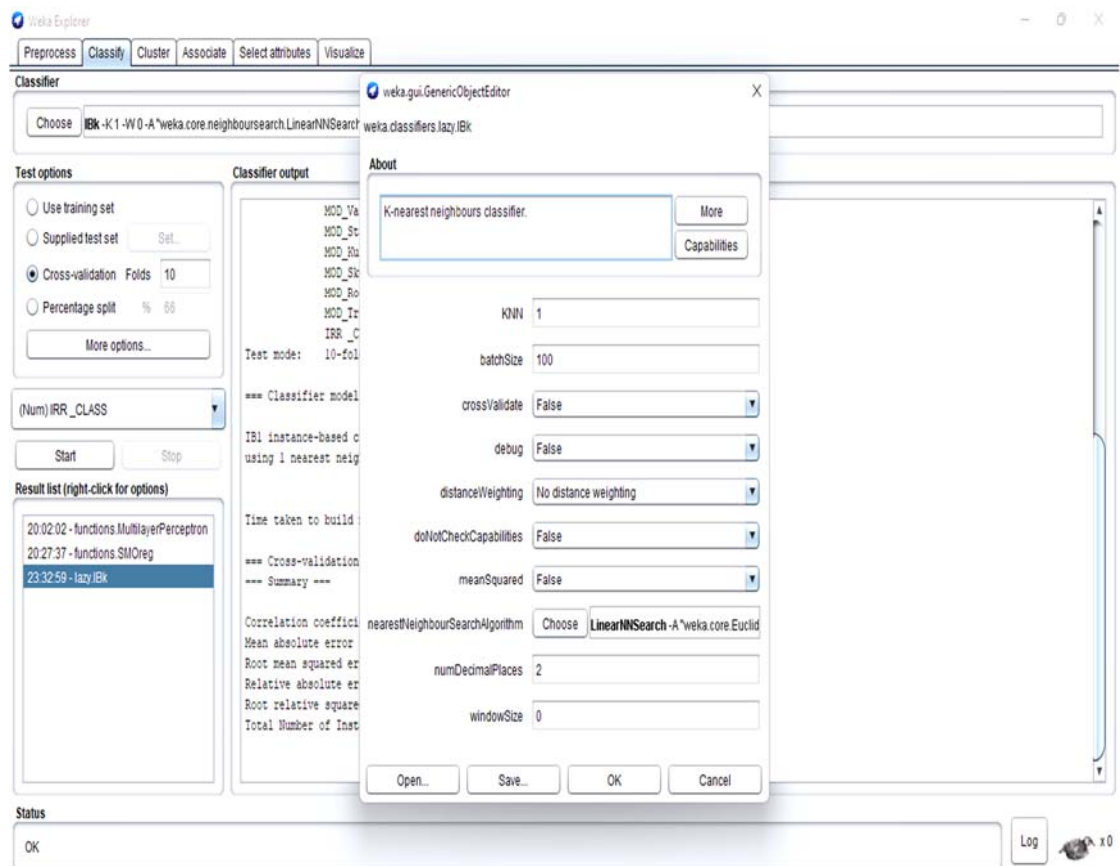 Weka Explorer
Preprocess Classify Cluster Associate Select attributes Visualize
Classifier
Choose IBk -K 1 -W 0 -A "weka.core.neighboursearch.LinearNNSearch
Test options
Use training set
Supplied test set Set...
Cross-validation Folds 10
Percentage split % 66
More options...
(Num) IRR _CLASS
Start Stop
Result list (right-click for options)
20:02:02 - functions.MultilayerPerceptron
20:27:37 - functions.SMOreg
23:32:59 - lazy.IBk
Classifier output
MOD_Va
MOD_St
MOD_Ku
MOD_Sk
MOD_Ro
MOD_Tr
IRR _C
Test mode: 10-fol
=== Classifier model
IB1 instance-based c
using 1 nearest neig
Time taken to build
=== Cross-validation
=== Summary ===
Correlation coeffici
Mean absolute error
Root mean squared er
Relative absolute er
Root relative square
Total Number of Inst
weka.gui.GenericObjectEditor X
weka.classifiers.lazy.IBk
About
K-nearest neighbours classifier.
More
Capabilities
KNN 1
batchSize 100
crossValidate False
debug False
distanceWeighting No distance weighting
doNotCheckCapabilities False
meanSquared False
nearestNeighbourSearchAlgorithm Choose LinearNNSearch -A "weka.core.Euclid
numDecimalPlaces 2
windowSize 0
Open... Save... OK Cancel
Status
OK
Log x 0